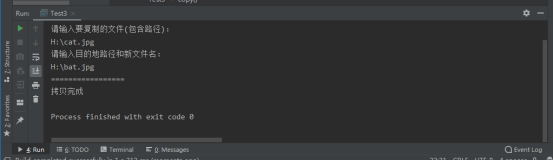 copy()
Run:
Test3
请输入要复制的文件(包含路径):
H:\cat.jpg
请输入目的地路径和新文件名:
H:\bat.jpg
=================
拷贝完成
Process finished with exit code 0
Z: Structure
2: Favorites
4: Run
6: TODO
Terminal
0: Messages
Event Log